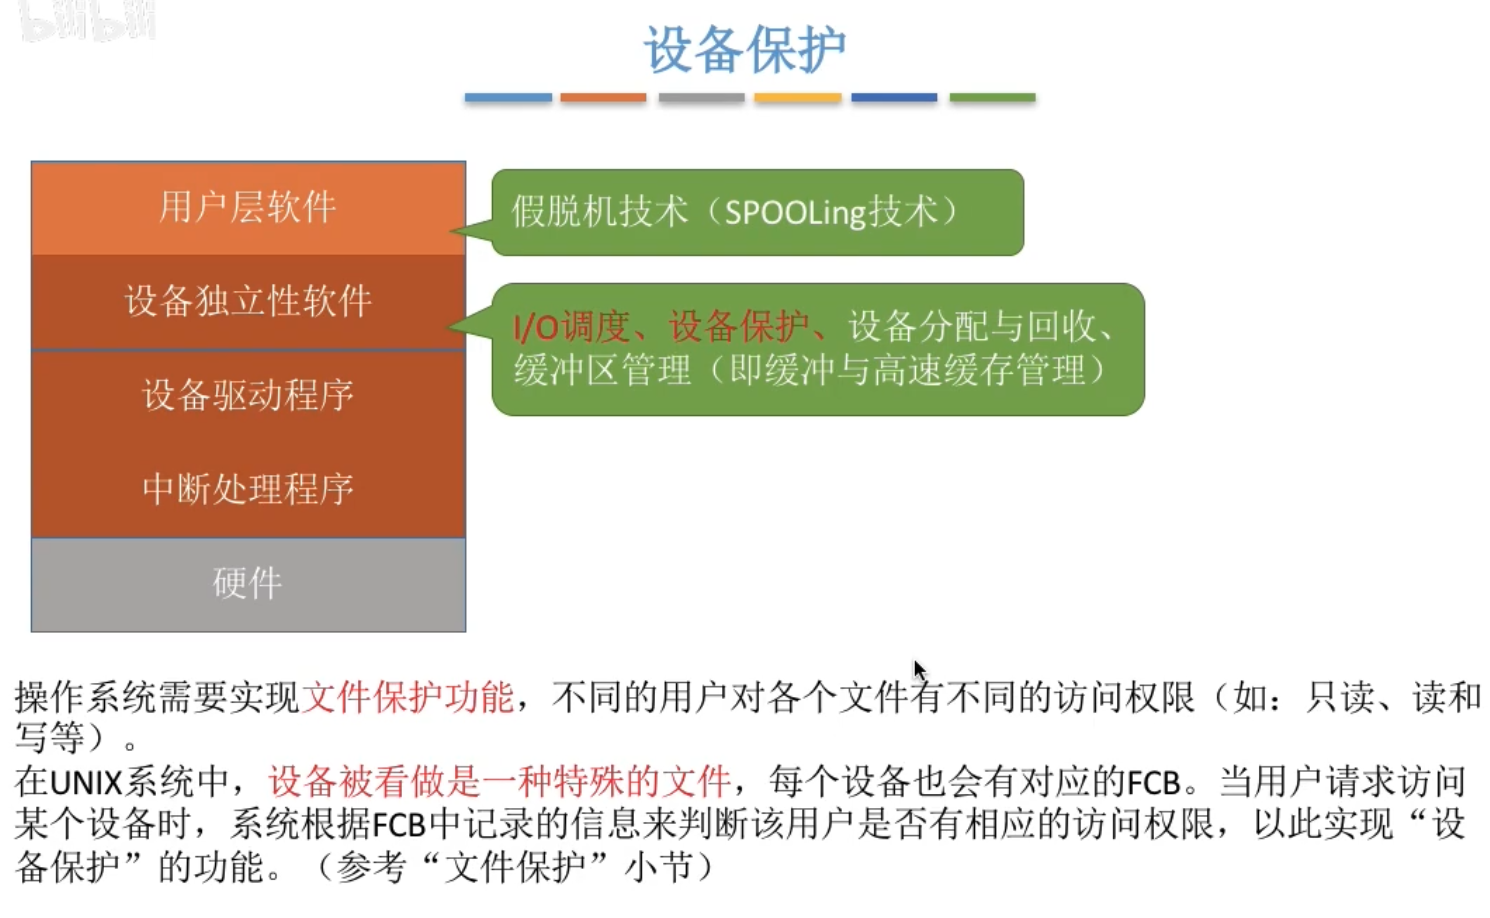 bilibili
设备保护
用户层软件
假脱机技术（SPOOLing技术）
设备独立性软件
I/O调度、设备保护、设备分配与回收、
缓冲区管理（即缓冲与高速缓存管理）
设备驱动程序
中断处理程序
硬件
操作系统需要实现文件保护功能，不同的用户对各个文件有不同的访问权限（如：只读、读和
写等）。
在UNIX系统中，设备被看做是一种特殊的文件，每个设备也会有对应的FCB。当用户请求访问
某个设备时，系统根据FCB中记录的信息来判断该用户是否有相应的访问权限，以此实现“设
备保护”的功能。（参考“文件保护”小节）